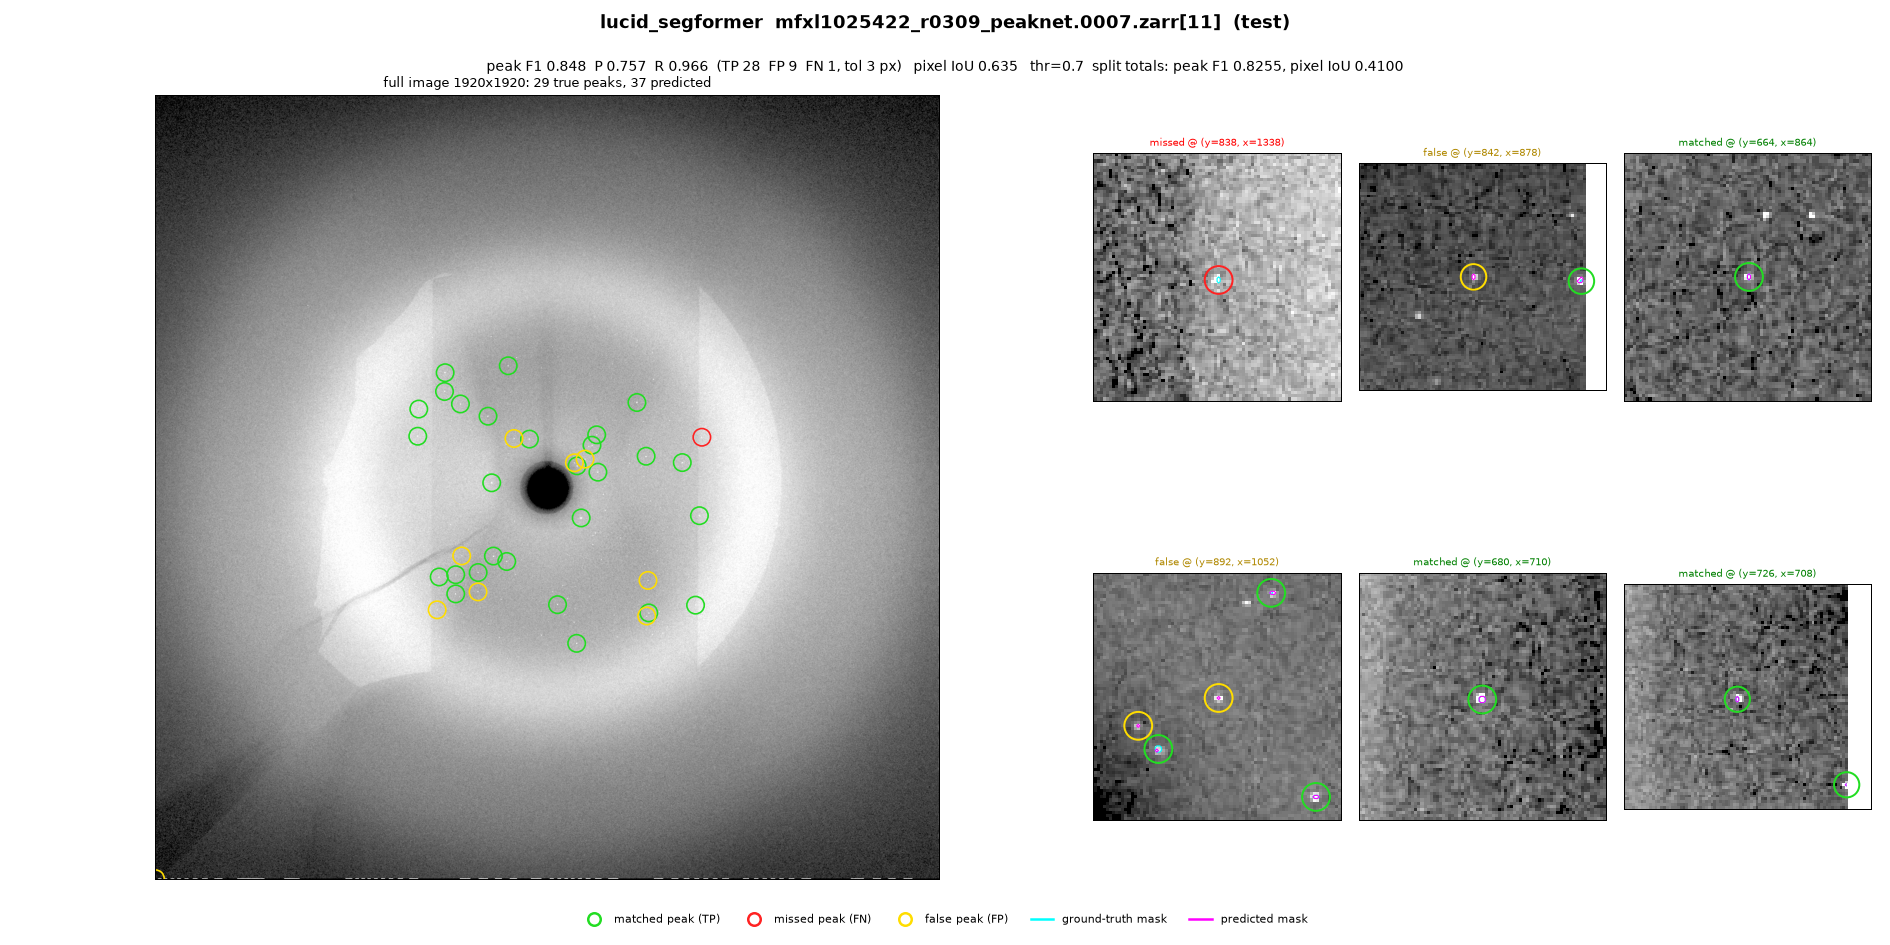 lucid_segformer  mfxl1025422_r0309_peaknet.0007.zarr[11]  (test)
peak F1 0.848  P 0.757  R 0.966  (TP 28  FP 9  FN 1, tol 3 px)   pixel IoU 0.635   thr=0.7  split totals: peak F1 0.8255, pixel IoU 0.4100
full image 1920x1920: 29 true peaks, 37 predicted
missed @ (y=838, x=1338)
false @ (y=842, x=878)
matched @ (y=664, x=864)
false @ (y=892, x=1052)
matched @ (y=680, x=710)
matched @ (y=726, x=708)
matched peak (TP)
missed peak (FN)
false peak (FP)
ground-truth mask
predicted mask